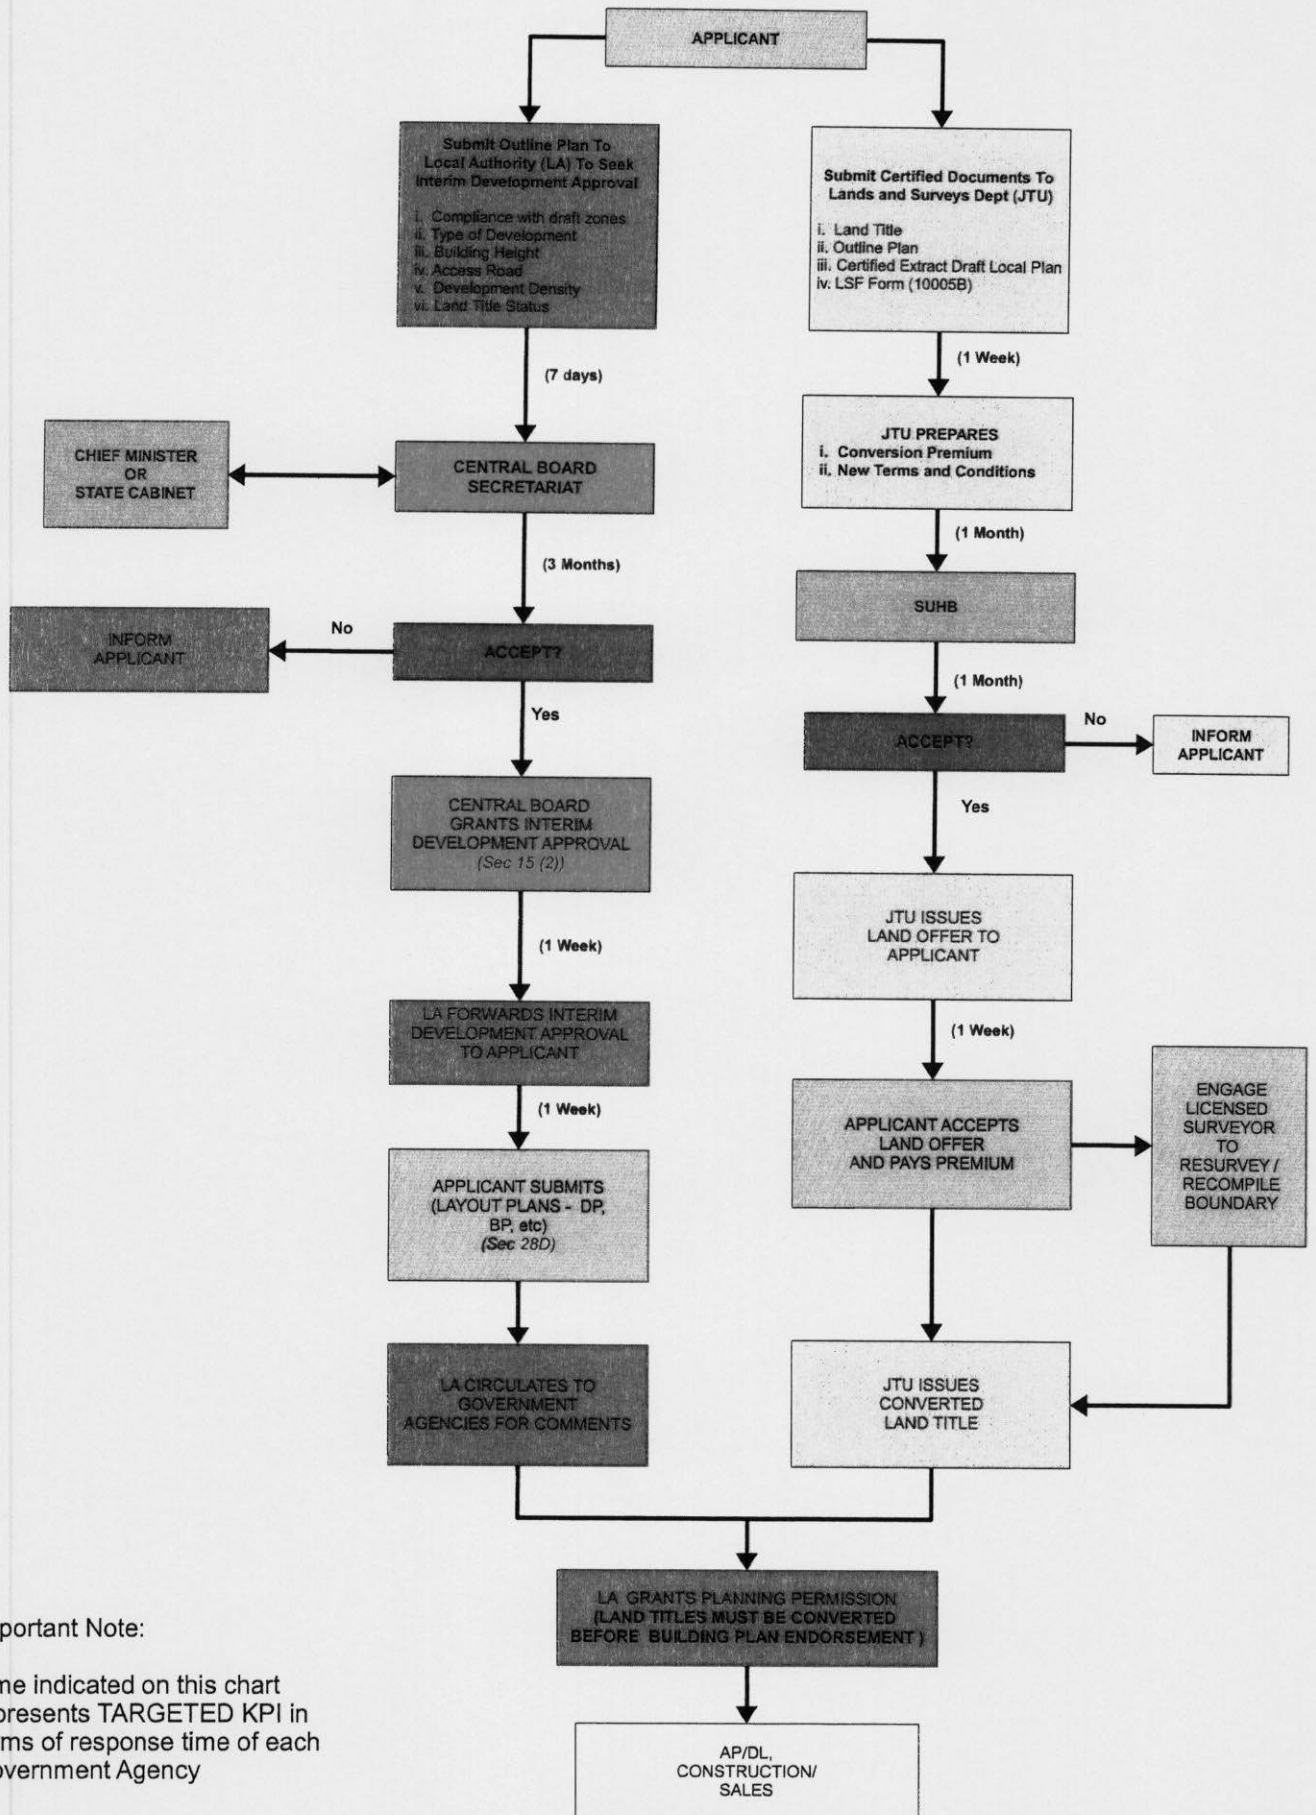 APPLICANT
Submit Outline Plan To
Local Authority (LA) To Seek
Interim Development Approval
i. Compliance with draft zones
ii. Type of Development
iii. Building Height
iv. Access Road
v. Development Density
vi. Land Title Status
(7 days)
CHIEF MINISTER
OR
STATE CABINET
CENTRAL BOARD
SECRETARIAT
(3 Months)
INFORM
APPLICANT
No
ACCEPT?
Yes
CENTRAL BOARD
GRANTS INTERIM
DEVELOPMENT APPROVAL
(Sec 15 (2))
(1 Week)
LA FORWARDS INTERIM
DEVELOPMENT APPROVAL
TO APPLICANT
(1 Week)
APPLICANT SUBMITS
(LAYOUT PLANS - DP,
BP, etc)
(Sec 28D)
LA CIRCULATES TO
GOVERNMENT
AGENCIES FOR COMMENTS
Submit Certified Documents To
Lands and Surveys Dept (JTU)
i. Land Title
ii. Outline Plan
iii. Certified Extract Draft Local Plan
iv. LSF Form (10005B)
(1 Week)
JTU PREPARES
i. Conversion Premium
ii. New Terms and Conditions
(1 Month)
SUHB
(1 Month)
ACCEPT?
No
INFORM
APPLICANT
Yes
JTU ISSUES
LAND OFFER TO
APPLICANT
(1 Week)
APPLICANT ACCEPTS
LAND OFFER
AND PAYS PREMIUM
ENGAGE
LICENSED
SURVEYOR
TO
RESURVEY /
RECOMPILE
BOUNDARY
JTU ISSUES
CONVERTED
LAND TITLE
LA GRANTS PLANNING PERMISSION
(LAND TITLES MUST BE CONVERTED
BEFORE BUILDING PLAN ENDORSEMENT )
AP/DL,
CONSTRUCTION/
SALES
portant Note:
me indicated on this chart
presents TARGETED KPI in
ms of response time of each
overnment Agency